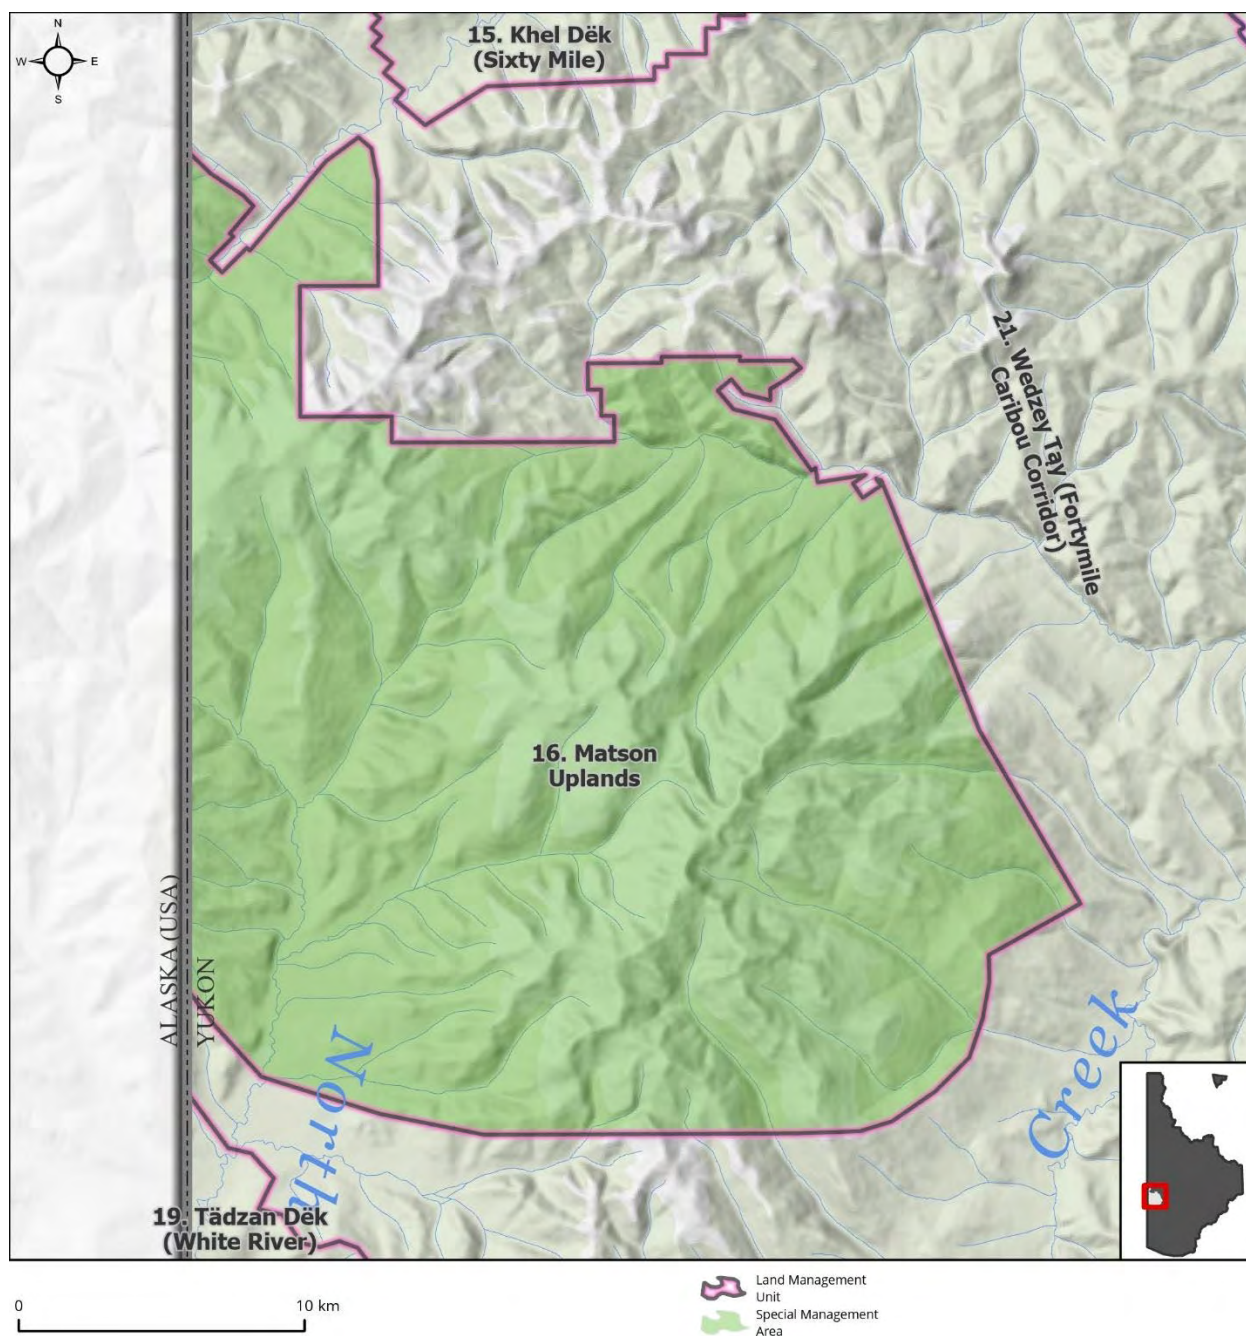 N
W E
S
15. Khel Dëk
(Sixty Mile)
21. Wedzey Tay (Fortymile
Caribou Corridor)
16. Matson
Uplands
ALASKA (USA)
YUKON
North
Creek
19. Tädzan Dëk
(White River)
0 10 km
Land Management
Unit
Special Management
Area